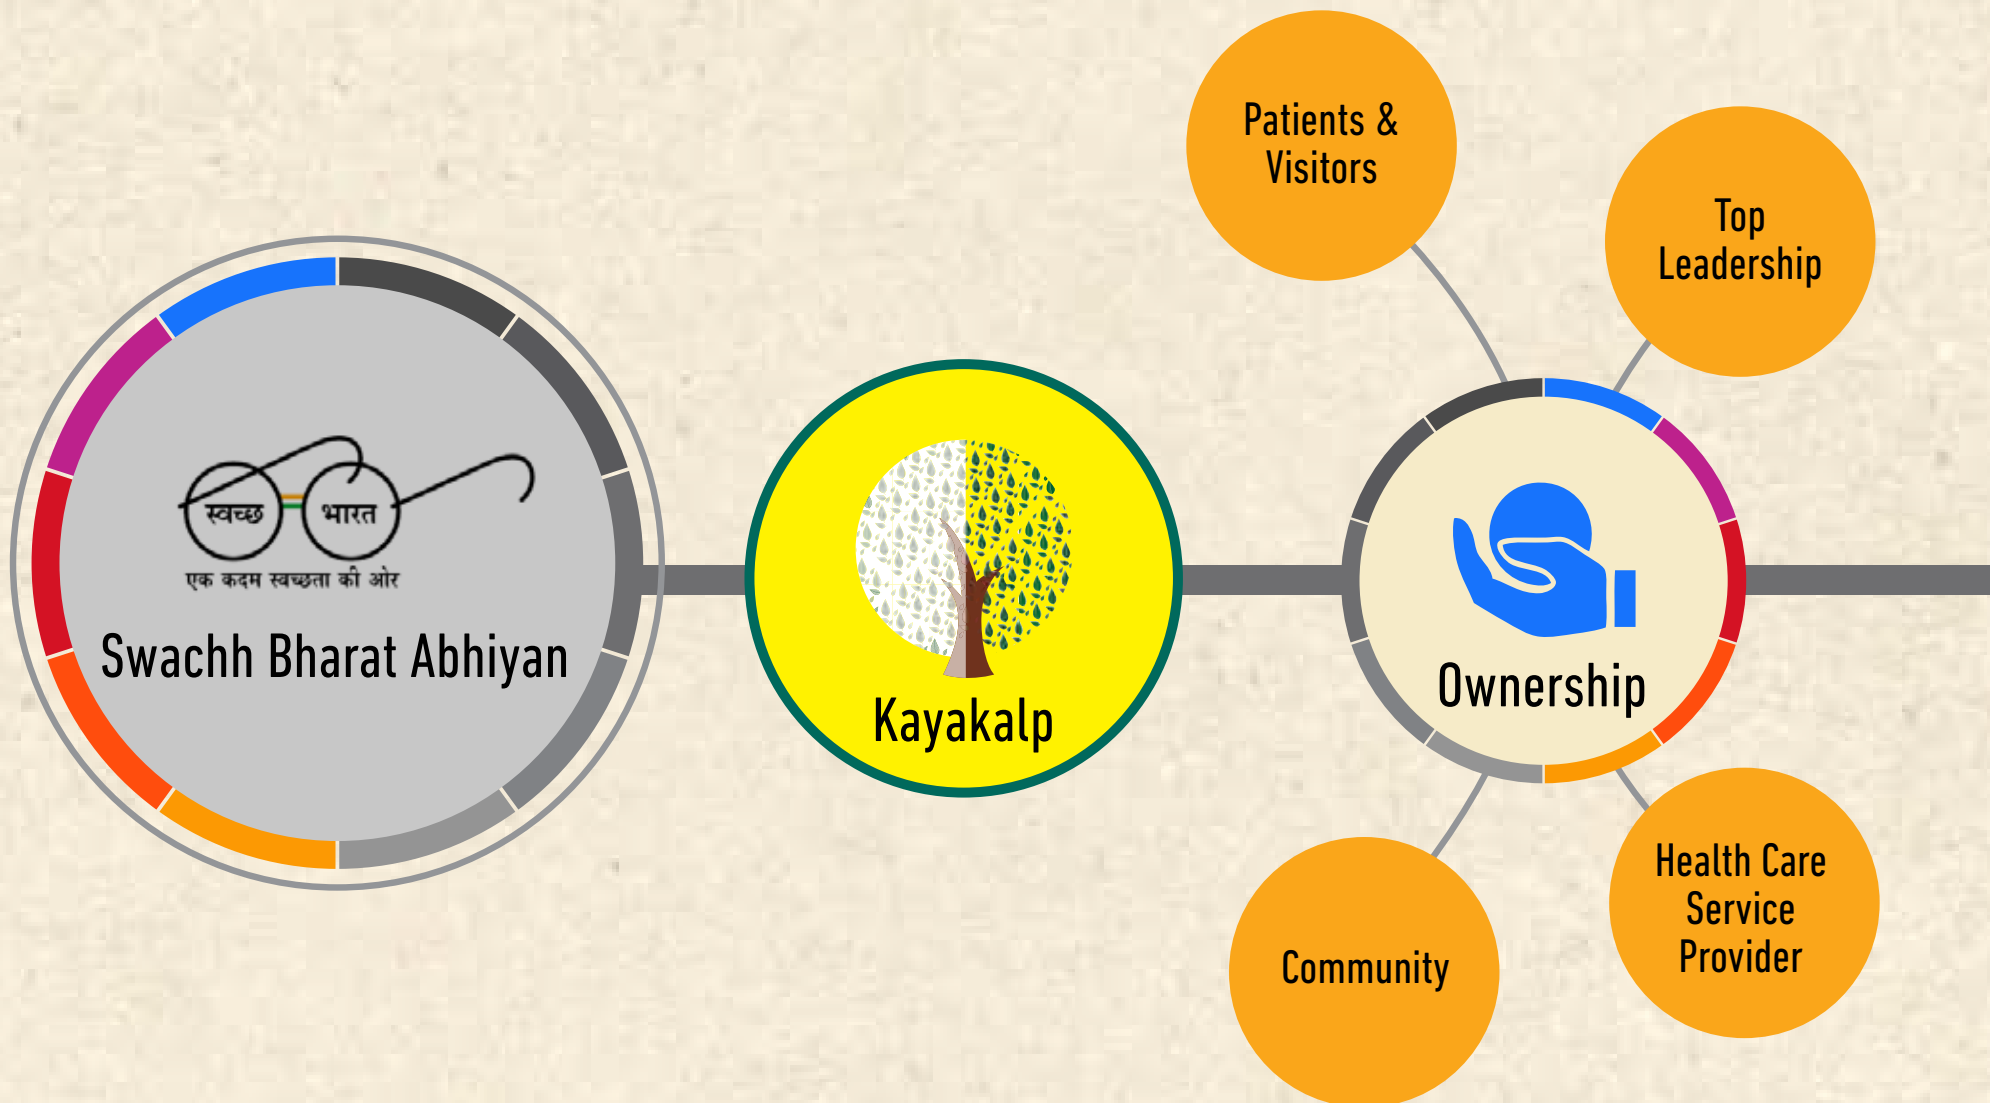 स्वच्छ भारत
एक कदम स्वच्छता की ओर
Swachh Bharat Abhiyan
Kayakalp
Patients &
Visitors
Top
Leadership
Ownership
Community
Health Care
Service
Provider